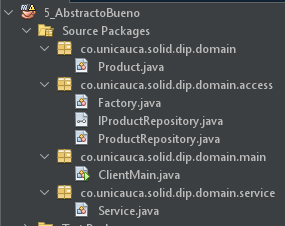 5_AbstractoBueno
Source Packages
co.unicauca.solid.dip.domain
Product.java
co.unicauca.solid.dip.domain.access
Factory.java
IProductRepository.java
ProductRepository.java
co.unicauca.solid.dip.domain.main
ClientMain.java
co.unicauca.solid.dip.domain.service
Service.java